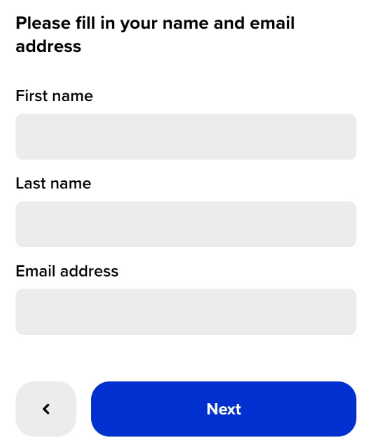 Please fill in your name and email
address
First name
Last name
Email address
Next